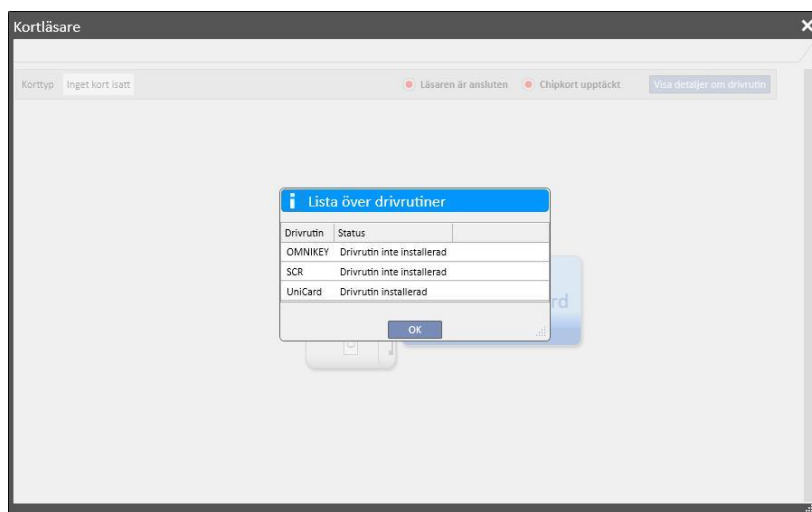 Kortläsare
Korttyp Inget kort isatt Läsaren är ansluten Chipkort upptäckt Visa detaljer om drivrutin
Lista över drivrutiner
Drivrutin Status
OMNIKEY Drivrutin inte installerad
SCR Drivrutin inte installerad
UniCard Drivrutin installerad
rd
OK